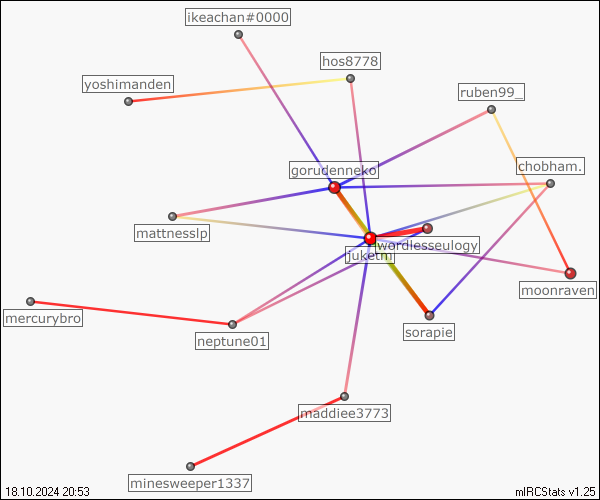 ikeachan#0000
hos8778
yoshimanden
ruben99_
chobham.
gorudenneko
mattnesslp
wordlesseulogy
moonraven
mercurybro
sorapie
neptune01
maddiee3773
minesweeper1337
18.10.2024 20:53
mIRCStats v1.25